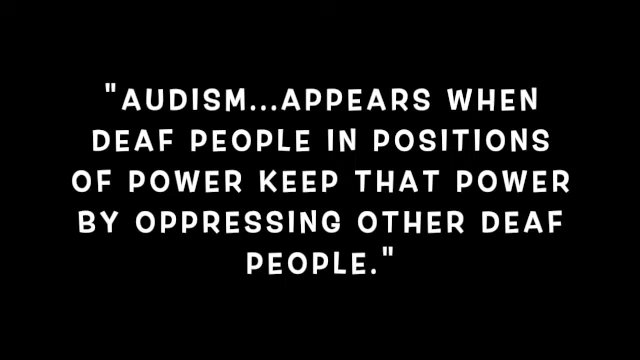 "AUDISM...APPEARS WHEN
DEAF PEOPLE IN POSITIONS
OF POWER KEEP THAT POWER
BY OPPRESSING OTHER DEAF
PEOPLE."